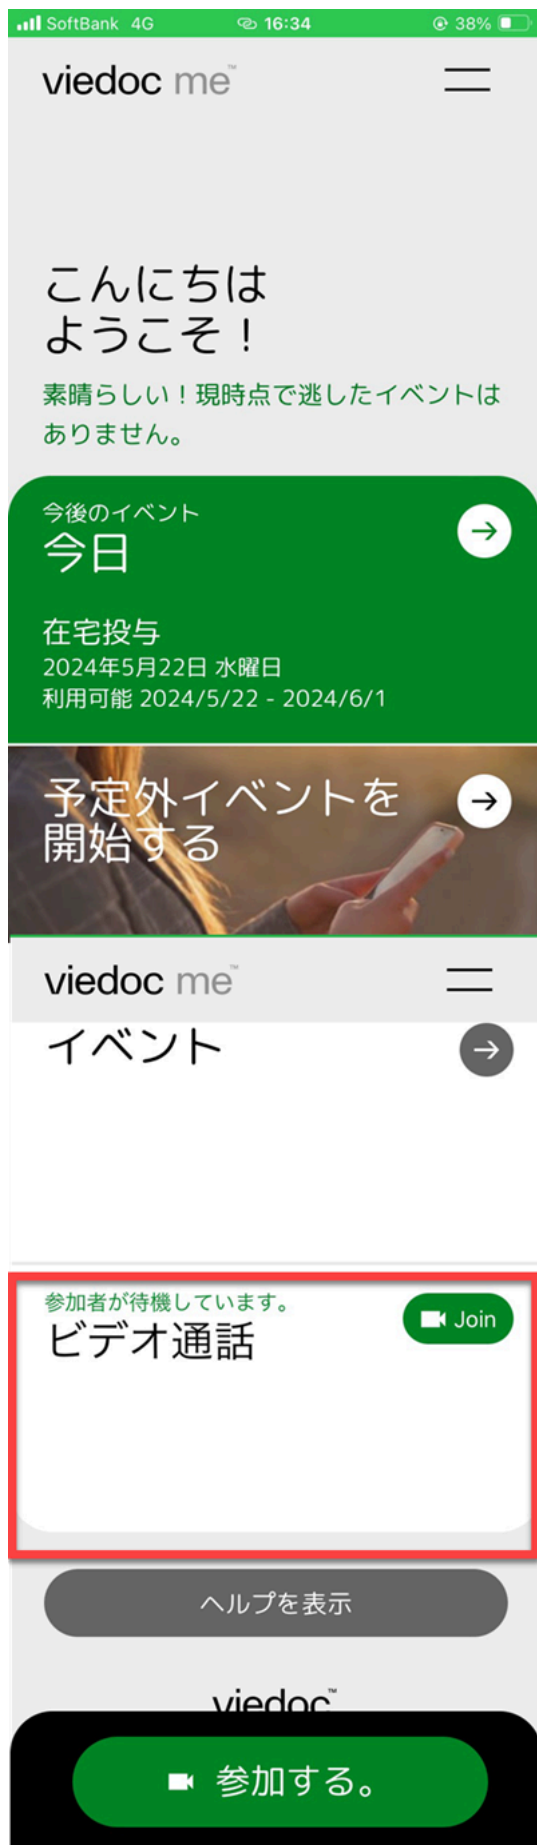 SoftBank 4G 16:34 38%
viedoc me™
こんにちは
ようこそ！
素晴らしい！現時点で逃したイベントは
ありません。
今後のイベント
今日
在宅投与
2024年5月22日 水曜日
利用可能 2024/5/22 - 2024/6/1
予定外イベントを
開始する
viedoc me™
イベント
参加者が待機しています。
ビデオ通話
Join
ヘルプを表示
viedoc™
参加する。